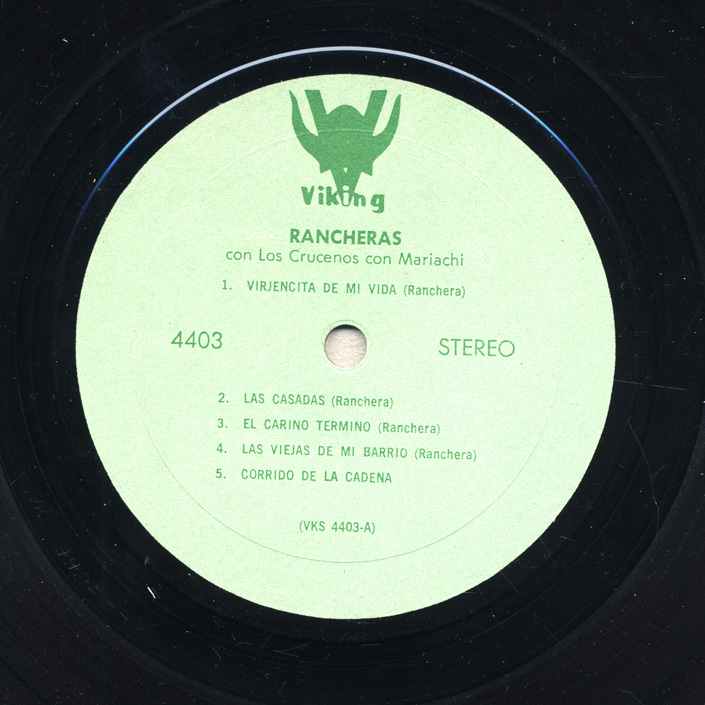 Viking
RANCHERAS
con Los Crucenos con Mariachi
1. VIRJENCITA DE MI VIDA (Ranchera)
4403
STEREO
2. LAS CASADAS (Ranchera)
3. EL CARINO TERMINO (Ranchera)
4. LAS VIEJAS DE MI BARRIO (Ranchera)
5. CORRIDO DE LA CADENA
(VKS 4403-A)